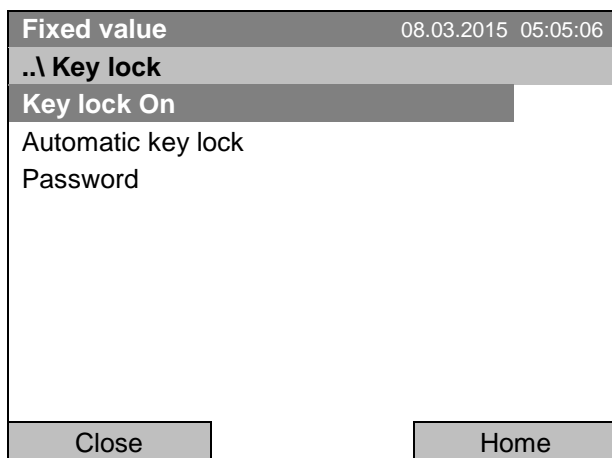 Fixed value 08.03.2015 05:05:06
..\ Key lock
Key lock On
Automatic key lock
Password
Close Home